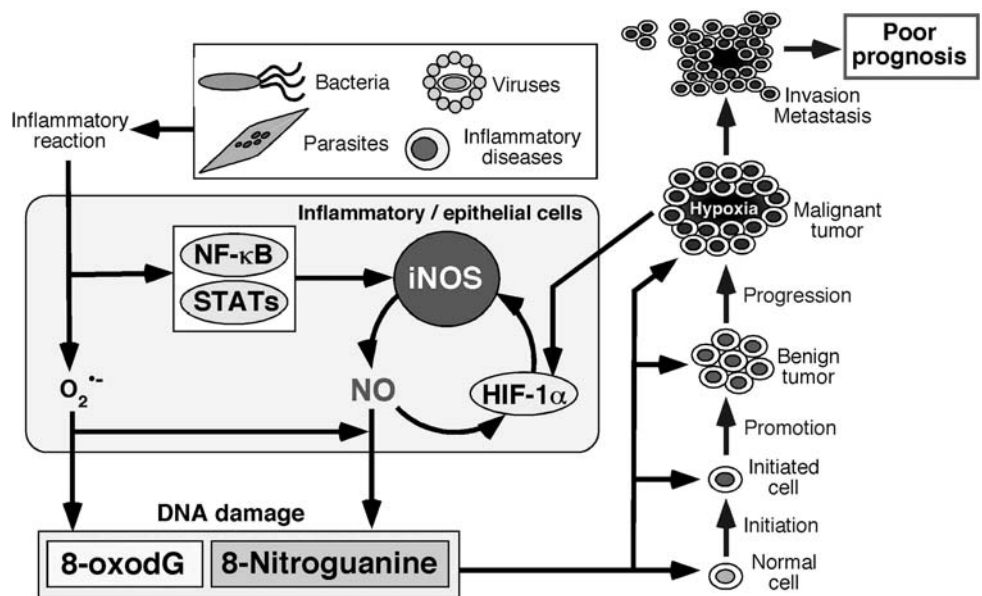 Bacteria
Viruses
Parasites
Inflammatory
diseases
Inflammatory
reaction
Inflammatory / epithelial cells
NF-κB
STATs
iNOS
O₂•-
NO
HIF-1α
DNA damage
8-oxodG
8-Nitroguanine
Poor
prognosis
Invasion
Metastasis
Hypoxia
Malignant
tumor
Progression
Benign
tumor
Promotion
Initiated
cell
Initiation
Normal
cell